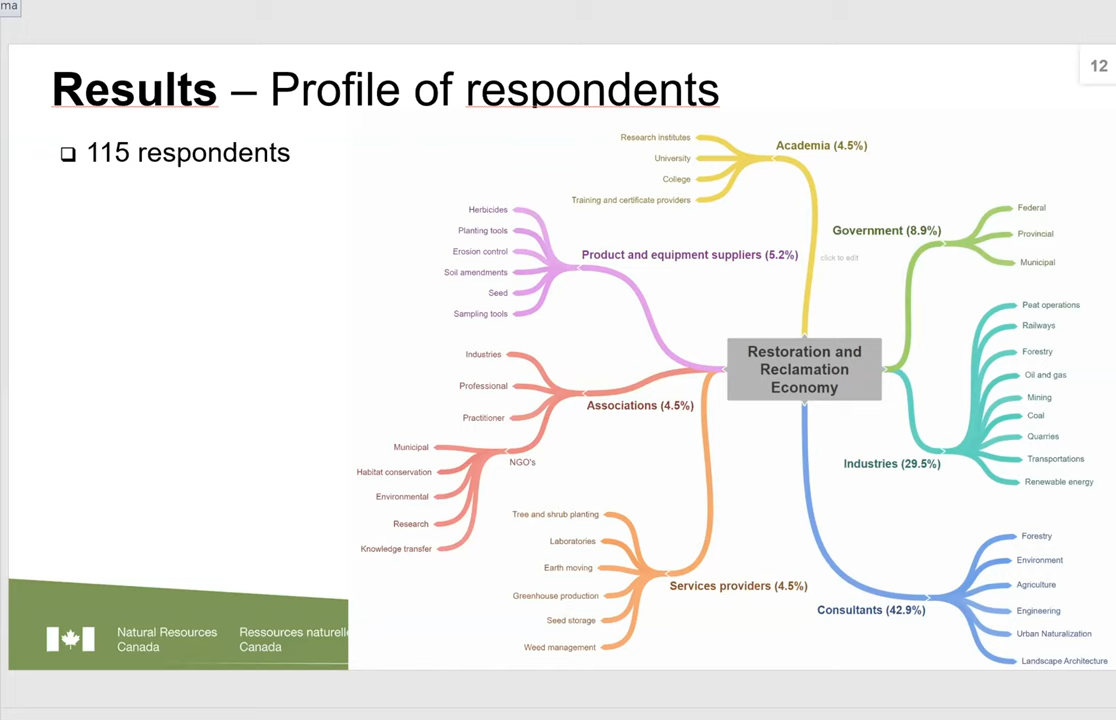 ma
12
Results – Profile of respondents
115 respondents
Research institutes
University
College
Training and certificate providers
Academia (4.5%)
Herbicides
Planting tools
Erosion control
Soil amendments
Seed
Sampling tools
Product and equipment suppliers (5.2%)
click to edit
Government (8.9%)
Federal
Provincial
Municipal
Restoration and
Reclamation
Economy
Industries
Professional
Practitioner
Associations (4.5%)
NGO's
Municipal
Habitat conservation
Environmental
Research
Knowledge transfer
Peat operations
Railways
Forestry
Oil and gas
Mining
Coal
Quarries
Transportations
Renewable energy
Industries (29.5%)
Tree and shrub planting
Laboratories
Earth moving
Greenhouse production
Seed storage
Weed management
Services providers (4.5%)
Consultants (42.9%)
Forestry
Environment
Agriculture
Engineering
Urban Naturalization
Landscape Architecture
Natural Resources
Canada
Ressources naturelle
Canada